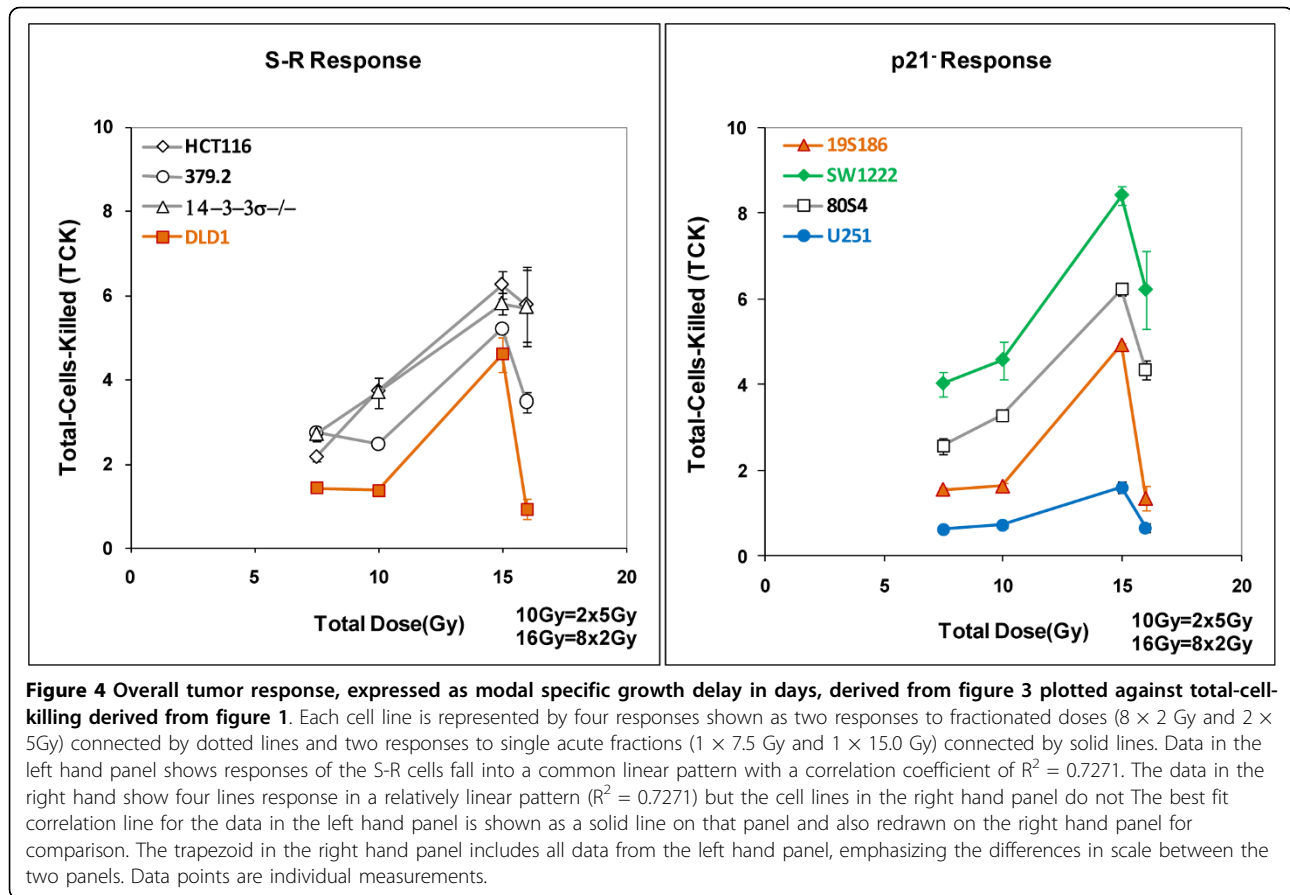 S-R Response
10
8
6
4
2
0
0
5
10
15
20
Total-Cells-Killed (TCK)
HCT116
379.2
14–3–3σ–/–
DLD1
Total Dose(Gy)
10Gy=2x5Gy
16Gy=8x2Gy
p21- Response
10
8
6
4
2
0
0
5
10
15
20
Total-Cells-Killed (TCK)
19S186
SW1222
80S4
U251
Total Dose(Gy)
10Gy=2x5Gy
16Gy=8x2Gy
Figure 4 Overall tumor response, expressed as modal specific growth delay in days, derived from figure 3 plotted against total-cell-
killing derived from figure 1. Each cell line is represented by four responses shown as two responses to fractionated doses (8 × 2 Gy and 2 ×
5Gy) connected by dotted lines and two responses to single acute fractions (1 × 7.5 Gy and 1 × 15.0 Gy) connected by solid lines. Data in the
left hand panel shows responses of the S-R cells fall into a common linear pattern with a correlation coefficient of R2 = 0.7271. The data in the
right hand show four lines response in a relatively linear pattern (R2 = 0.7271) but the cell lines in the right hand panel do not The best fit
correlation line for the data in the left hand panel is shown as a solid line on that panel and also redrawn on the right hand panel for
comparison. The trapezoid in the right hand panel includes all data from the left hand panel, emphasizing the differences in scale between the
two panels. Data points are individual measurements.